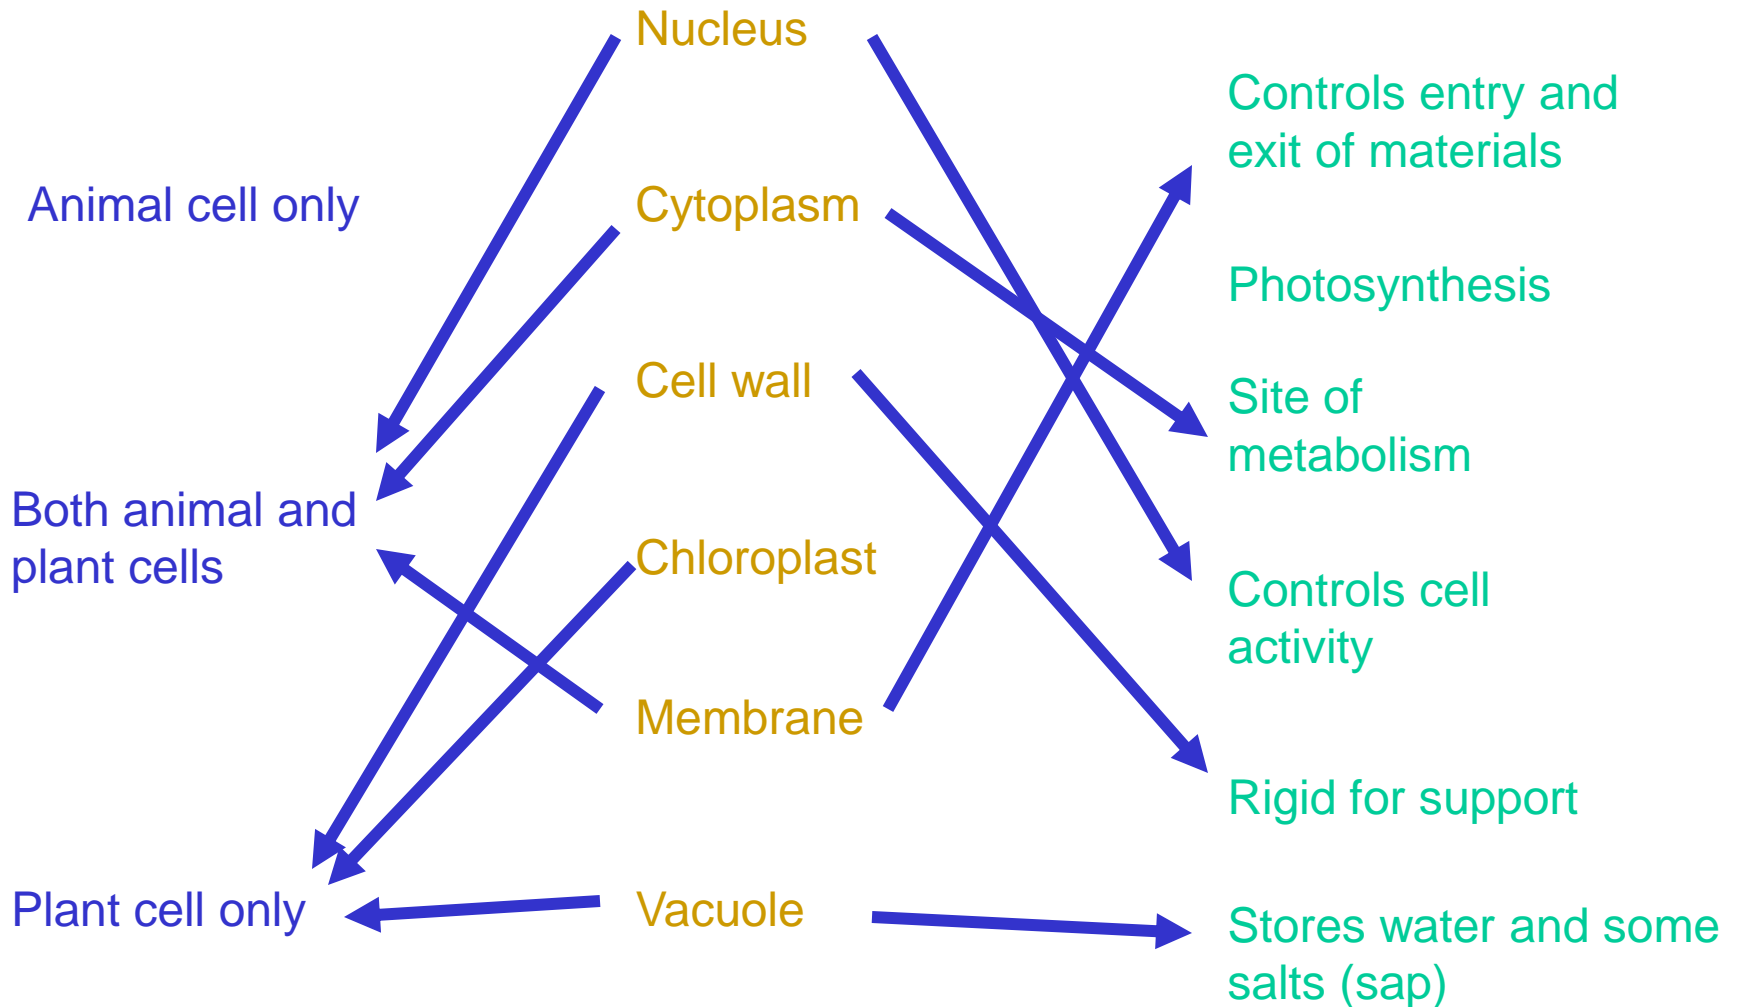 Animal cell only
Both animal and
plant cells
Plant cell only
Nucleus
Cytoplasm
Cell wall
Chloroplast
Membrane
Vacuole
Controls entry and
exit of materials
Photosynthesis
Site of
metabolism
Controls cell
activity
Rigid for support
Stores water and some
salts (sap)